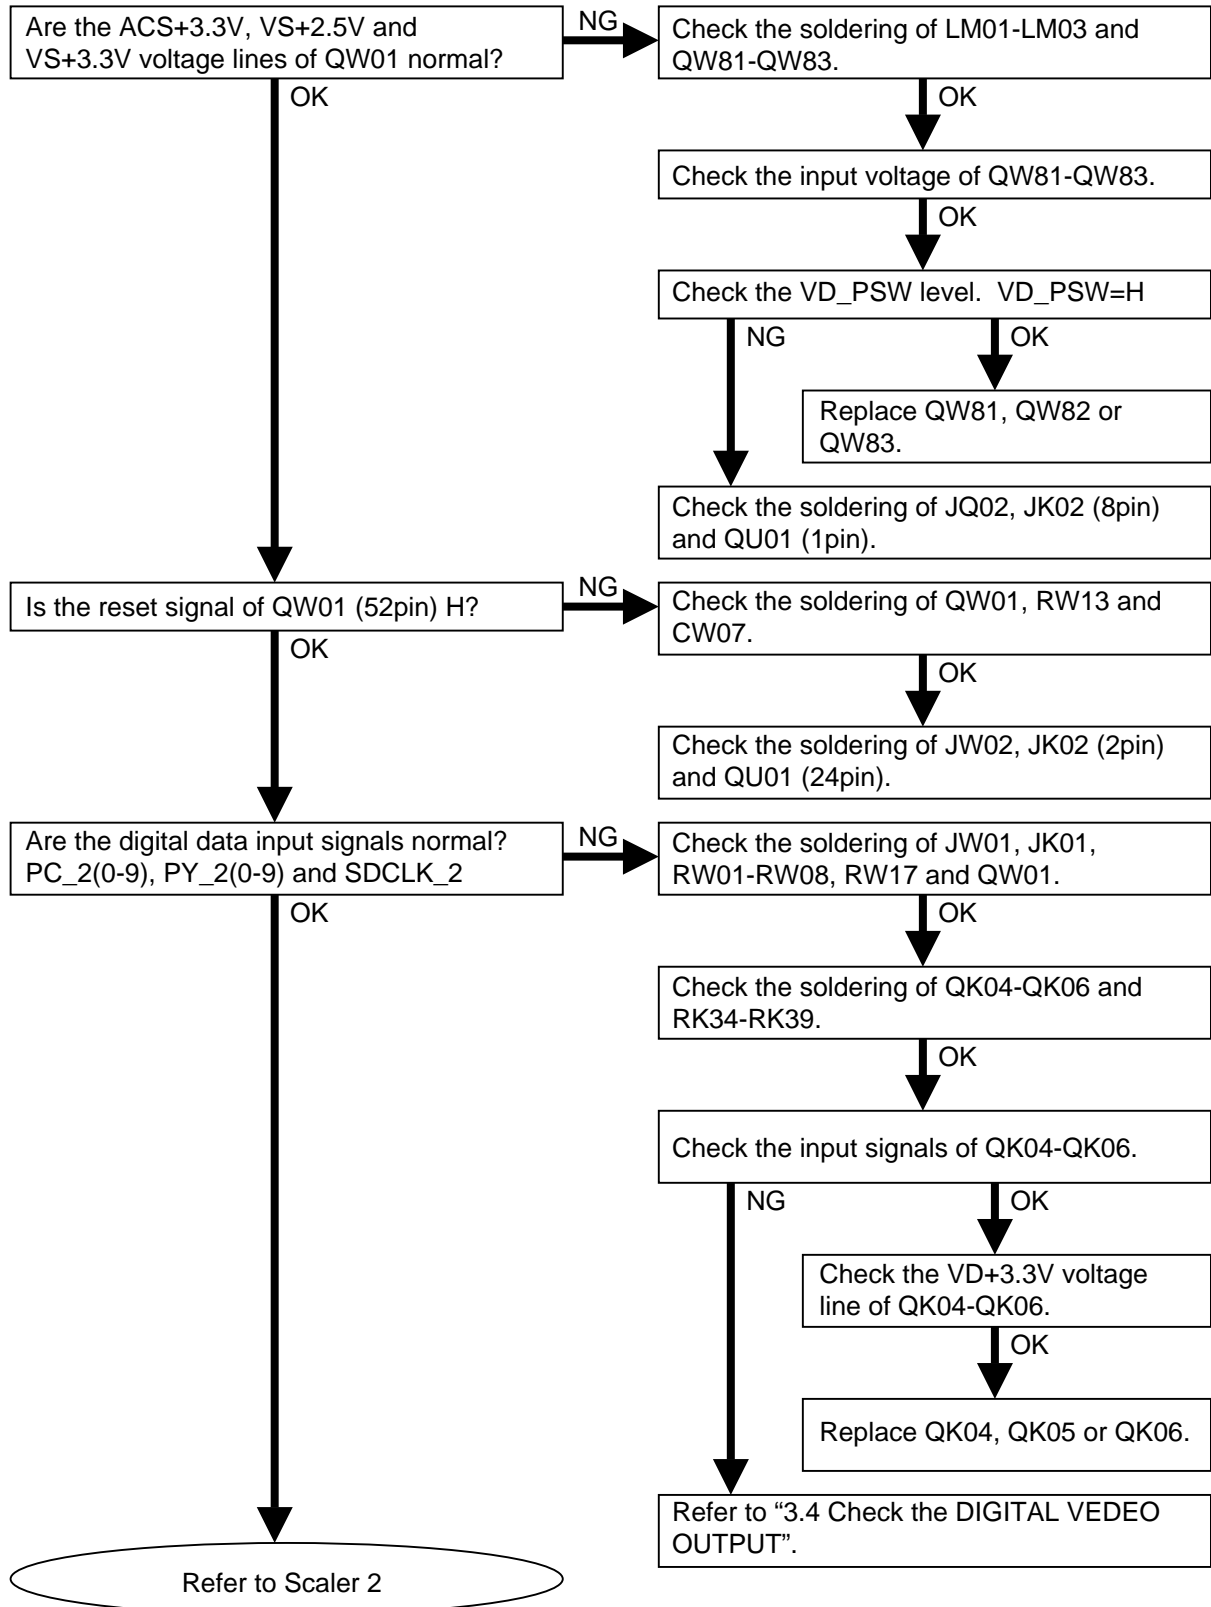 Are the ACS+3.3V, VS+2.5V and
VS+3.3V voltage lines of QW01 normal?
NG
Check the soldering of LM01-LM03 and
QW81-QW83.
OK
OK
Check the input voltage of QW81-QW83.
OK
Check the VD_PSW level.  VD_PSW=H
NG
OK
Replace QW81, QW82 or
QW83.
Check the soldering of JQ02, JK02 (8pin)
and QU01 (1pin).
Is the reset signal of QW01 (52pin) H?
NG
Check the soldering of QW01, RW13 and
CW07.
OK
OK
Check the soldering of JW02, JK02 (2pin)
and QU01 (24pin).
Are the digital data input signals normal?
PC_2(0-9), PY_2(0-9) and SDCLK_2
NG
Check the soldering of JW01, JK01,
RW01-RW08, RW17 and QW01.
OK
OK
Check the soldering of QK04-QK06 and
RK34-RK39.
OK
Check the input signals of QK04-QK06.
NG
OK
Check the VD+3.3V voltage
line of QK04-QK06.
OK
Replace QK04, QK05 or QK06.
Refer to “3.4 Check the DIGITAL VEDEO
OUTPUT”.
Refer to Scaler 2